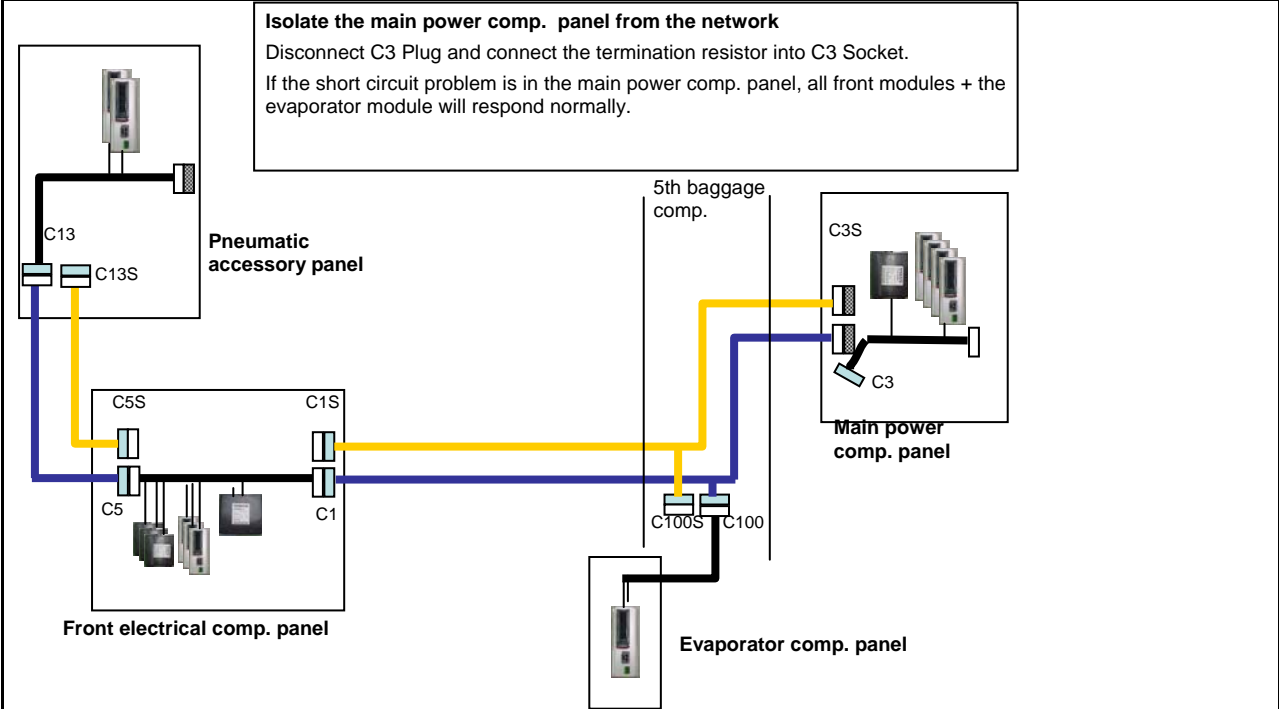 Isolate the main power comp. panel from the network
Disconnect C3 Plug and connect the termination resistor into C3 Socket.
If the short circuit problem is in the main power comp. panel, all front modules + the
evaporator module will respond normally.
5th baggage
comp.
C3S
C13
Pneumatic
accessory panel
C13S
C3
C5S
C1S
Main power
comp. panel
C5
C1
C100S
C100
Front electrical comp. panel
Evaporator comp. panel